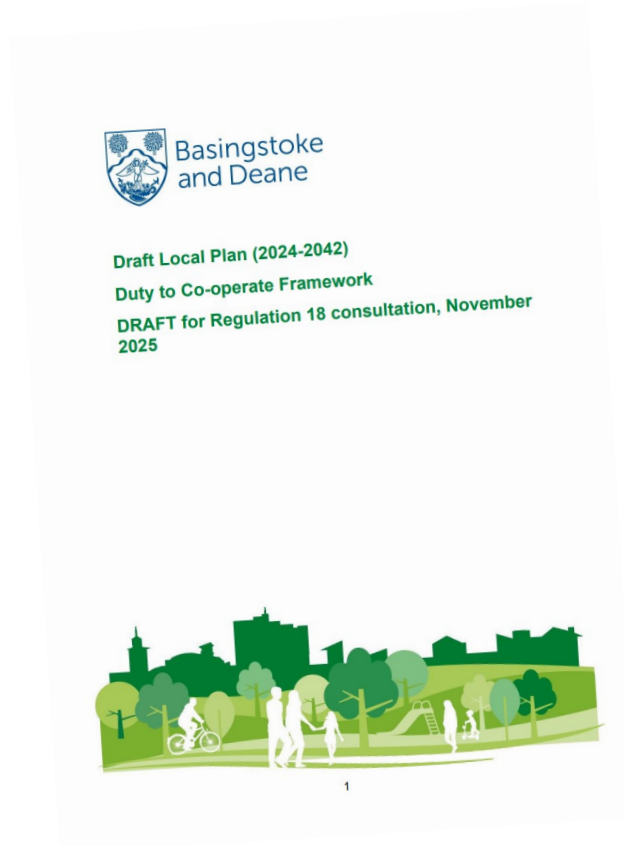 Basingstoke
and Deane
Draft Local Plan (2024-2042)
Duty to Co-operate Framework
DRAFT for Regulation 18 consultation, November
2025
1